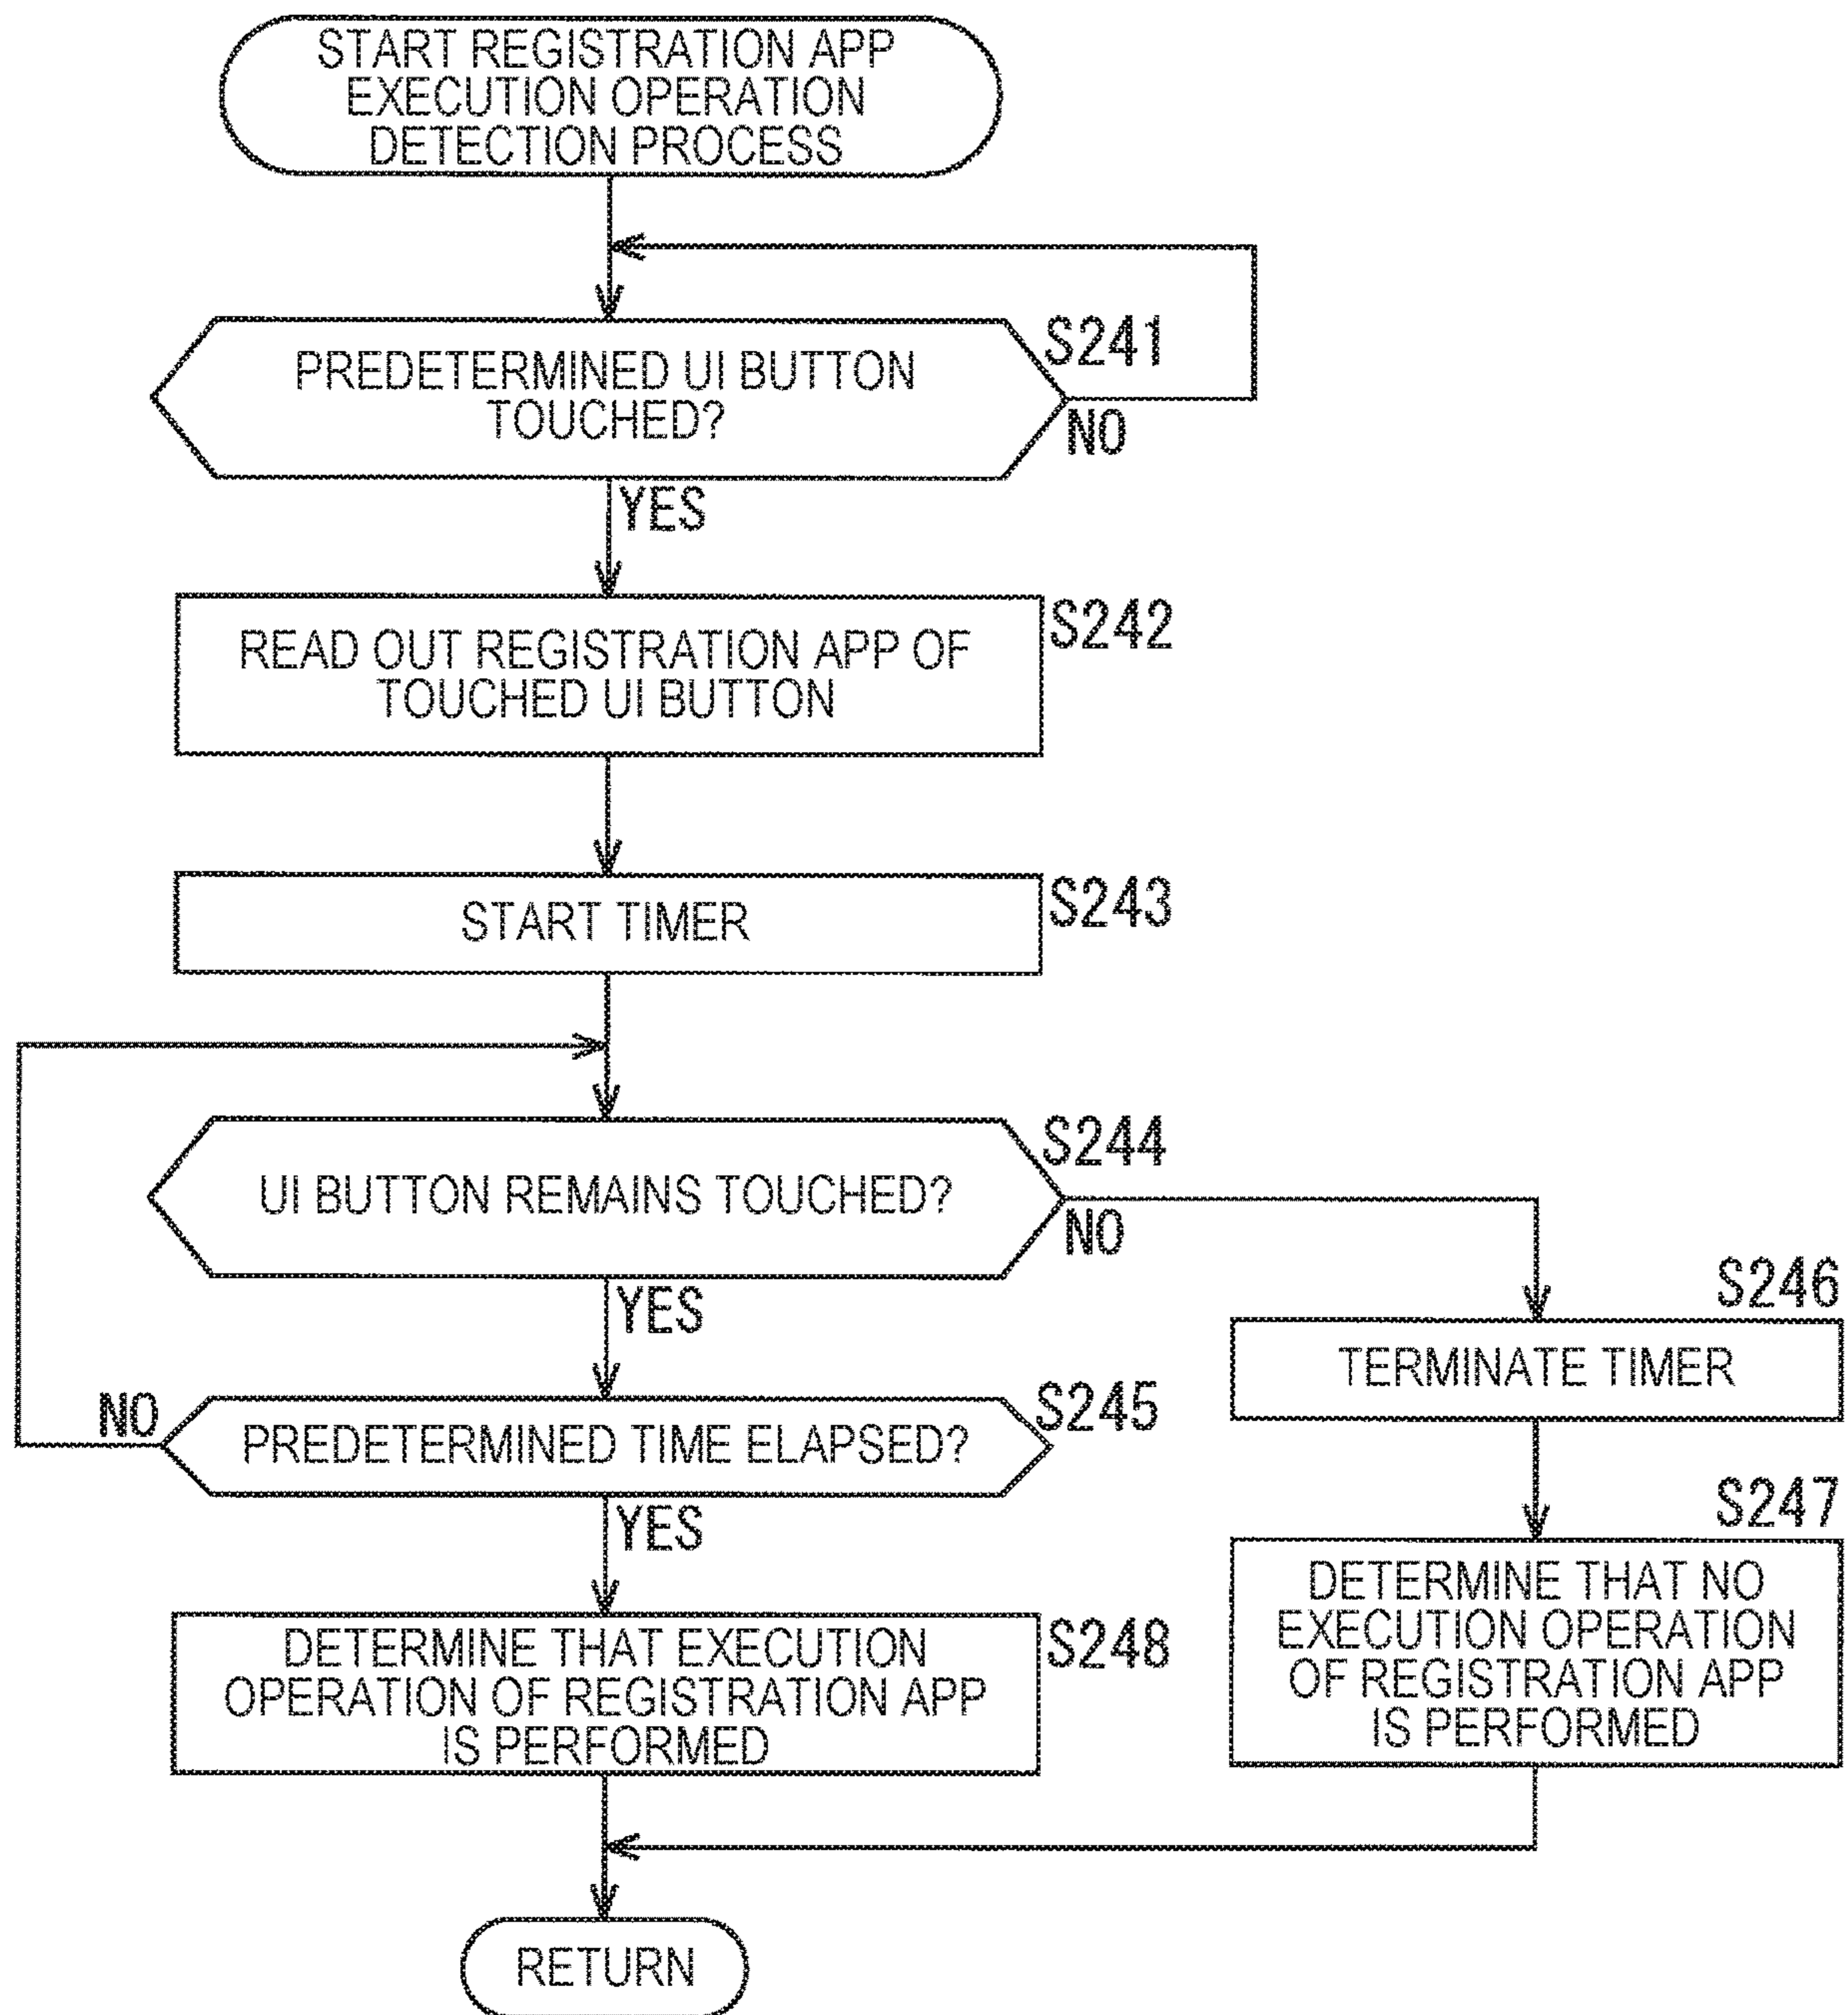 START REGISTRATION APP
EXECUTION OPERATION
DETECTION PROCESS
S241
PREDETERMINED UI BUTTON
TOUCHED?
NO
YES
S242
READ OUT REGISTRATION APP OF
TOUCHED UI BUTTON
S243
START TIMER
S244
UI BUTTON REMAINS TOUCHED?
NO
YES
S246
TERMINATE TIMER
S245
NO
PREDETERMINED TIME ELAPSED?
YES
S247
DETERMINE THAT NO
EXECUTION OPERATION
OF REGISTRATION APP
IS PERFORMED
S248
DETERMINE THAT EXECUTION
OPERATION OF REGISTRATION APP
IS PERFORMED
RETURN